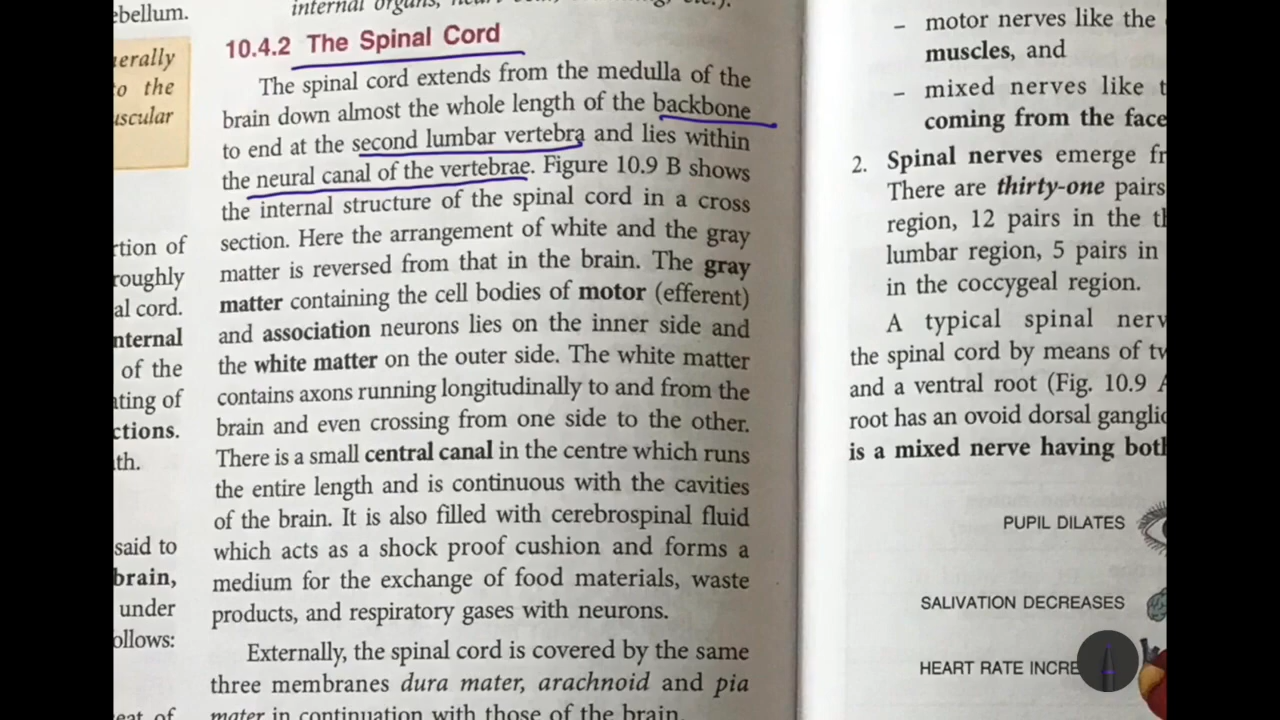 ebellum.
nerally
to the
uscular
rtion of
roughly
al cord.
nternal
of the
ating of
ctions.
th.
said to
brain,
under
ollows:
eat of
internal organs,
10.4.2 The Spinal Cord
The spinal cord extends from the medulla of the
brain down almost the whole length of the backbone
to end at the second lumbar vertebra and lies within
the neural canal of the vertebrae. Figure 10.9 B shows
the internal structure of the spinal cord in a cross
section. Here the arrangement of white and the gray
matter is reversed from that in the brain. The gray
matter containing the cell bodies of motor (efferent)
and association neurons lies on the inner side and
the white matter on the outer side. The white matter
contains axons running longitudinally to and from the
brain and even crossing from one side to the other.
There is a small central canal in the centre which runs
the entire length and is continuous with the cavities
of the brain. It is also filled with cerebrospinal fluid
which acts as a shock proof cushion and forms a
medium for the exchange of food materials, waste
products, and respiratory gases with neurons.
Externally, the spinal cord is covered by the same
three membranes dura mater, arachnoid and pia
mater in continuation with those of the brain.
– motor nerves like the
muscles, and
– mixed nerves like t
coming from the face
2. Spinal nerves emerge fr
There are thirty-one pairs
region, 12 pairs in the th
lumbar region, 5 pairs in
in the coccygeal region.
A typical spinal nerv
the spinal cord by means of tw
and a ventral root (Fig. 10.9 A
root has an ovoid dorsal ganglio
is a mixed nerve having both
PUPIL DILATES
SALIVATION DECREASES
HEART RATE INCRE